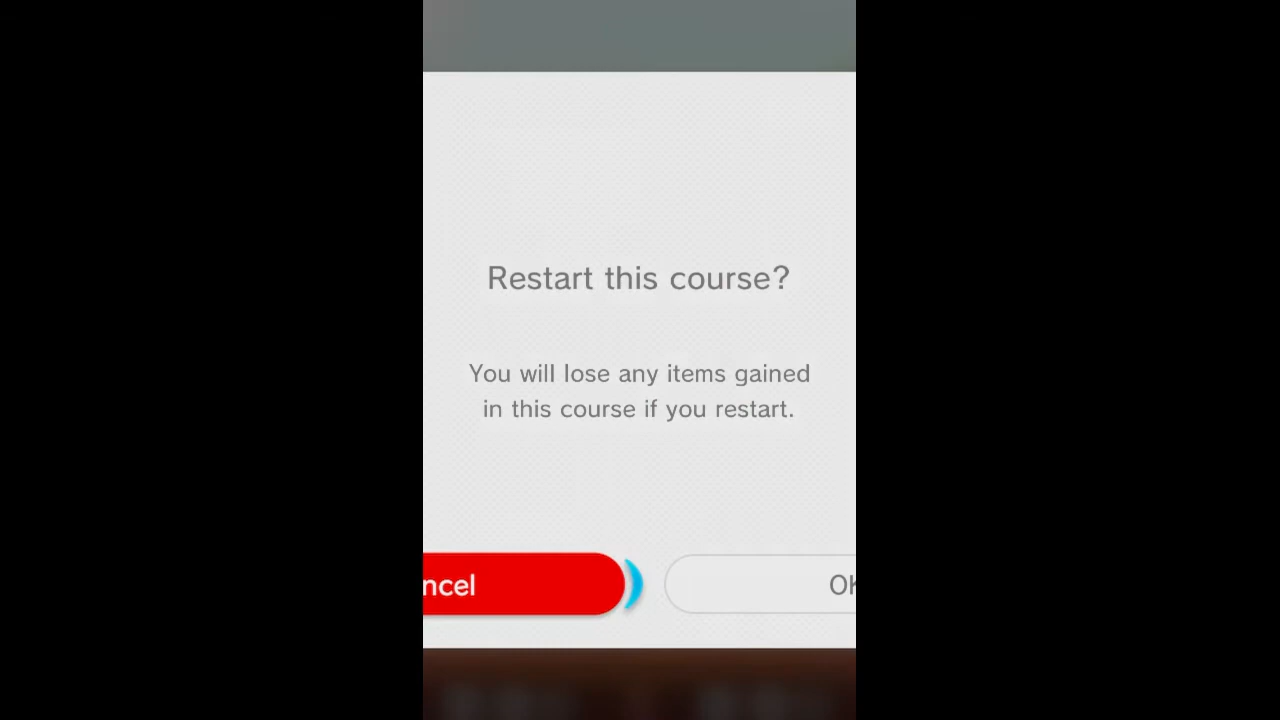 Restart this course?
You will lose any items gained
in this course if you restart.
ncel
OK